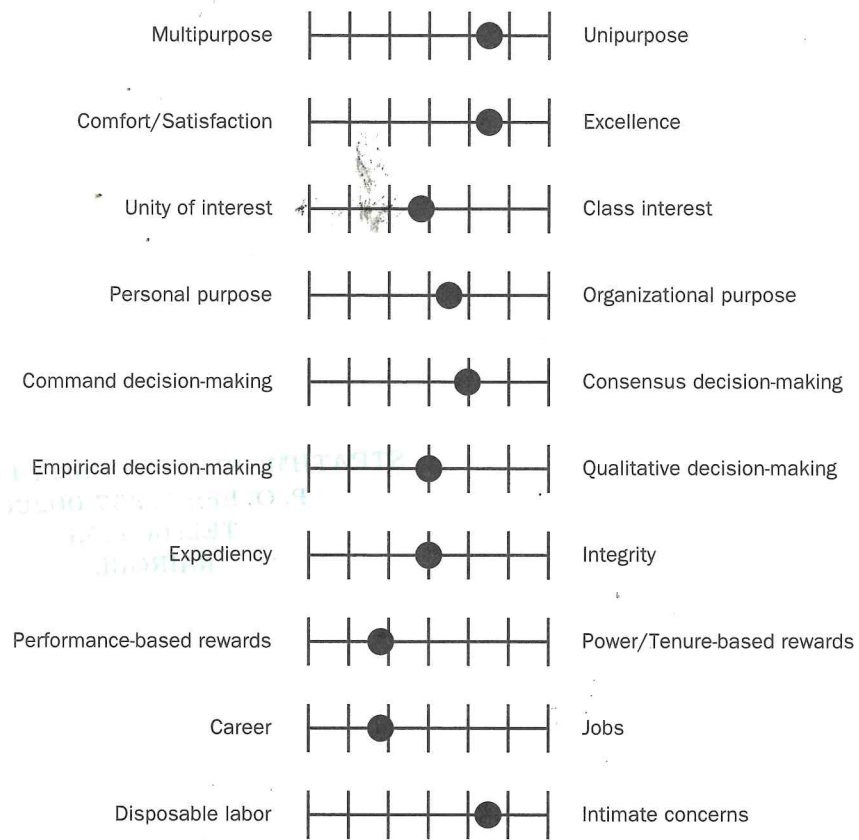 Multipurpose Unipurpose
Comfort/Satisfaction Excellence
Unity of interest Class interest
Personal purpose Organizational purpose
Command decision-making Consensus decision-making
Empirical decision-making Qualitative decision-making
Expediency Integrity
Performance-based rewards Power/Tenure-based rewards
Career Jobs
Disposable labor Intimate concerns